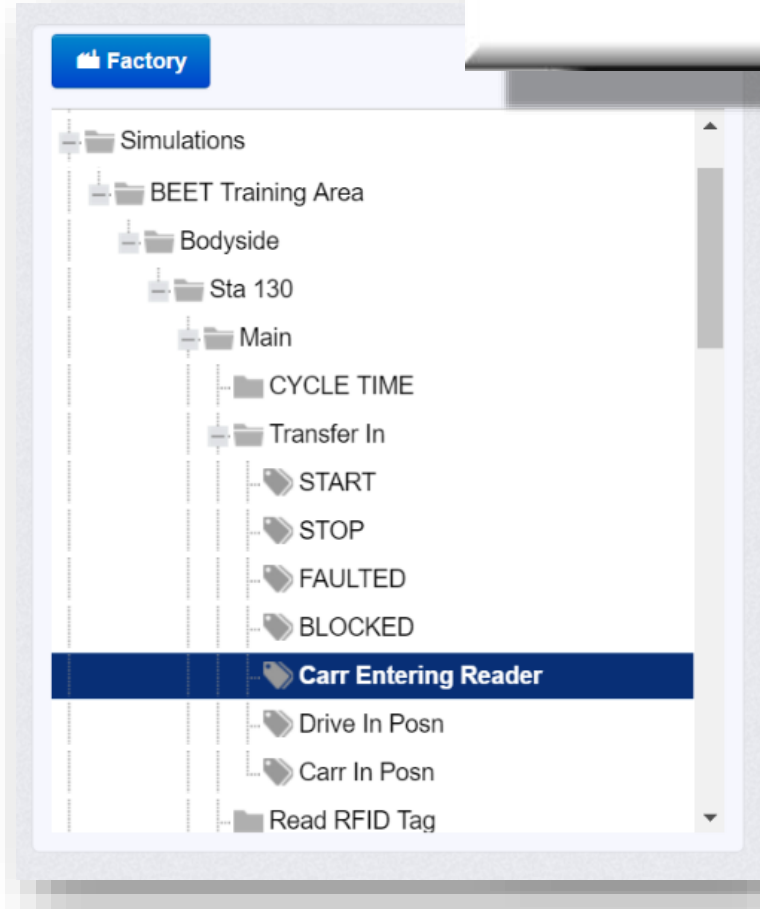 Factory
Simulations
BEET Training Area
Bodyside
Sta 130
Main
CYCLE TIME
Transfer In
START
STOP
FAULTED
BLOCKED
Carr Entering Reader
Drive In Posn
Carr In Posn
Read RFID Tag